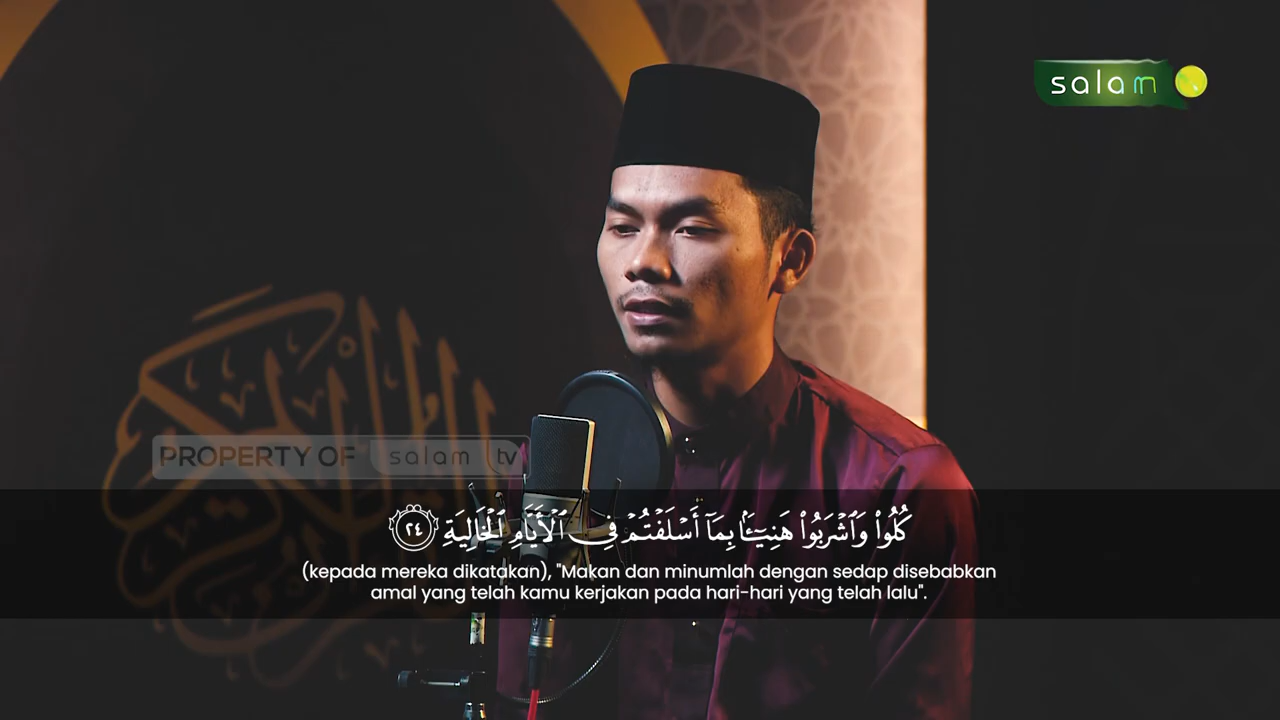 salam
PROPERTY OF salam tv
كُلُوا۟ وَٱشْرَبُوا۟ هَنِيٓـًٔۢا بِمَآ أَسْلَفْتُمْ فِى ٱلْأَيَّامِ ٱلْخَالِيَةِ ٢٤
(kepada mereka dikatakan), "Makan dan minumlah dengan sedap disebabkan
amal yang telah kamu kerjakan pada hari-hari yang telah lalu".